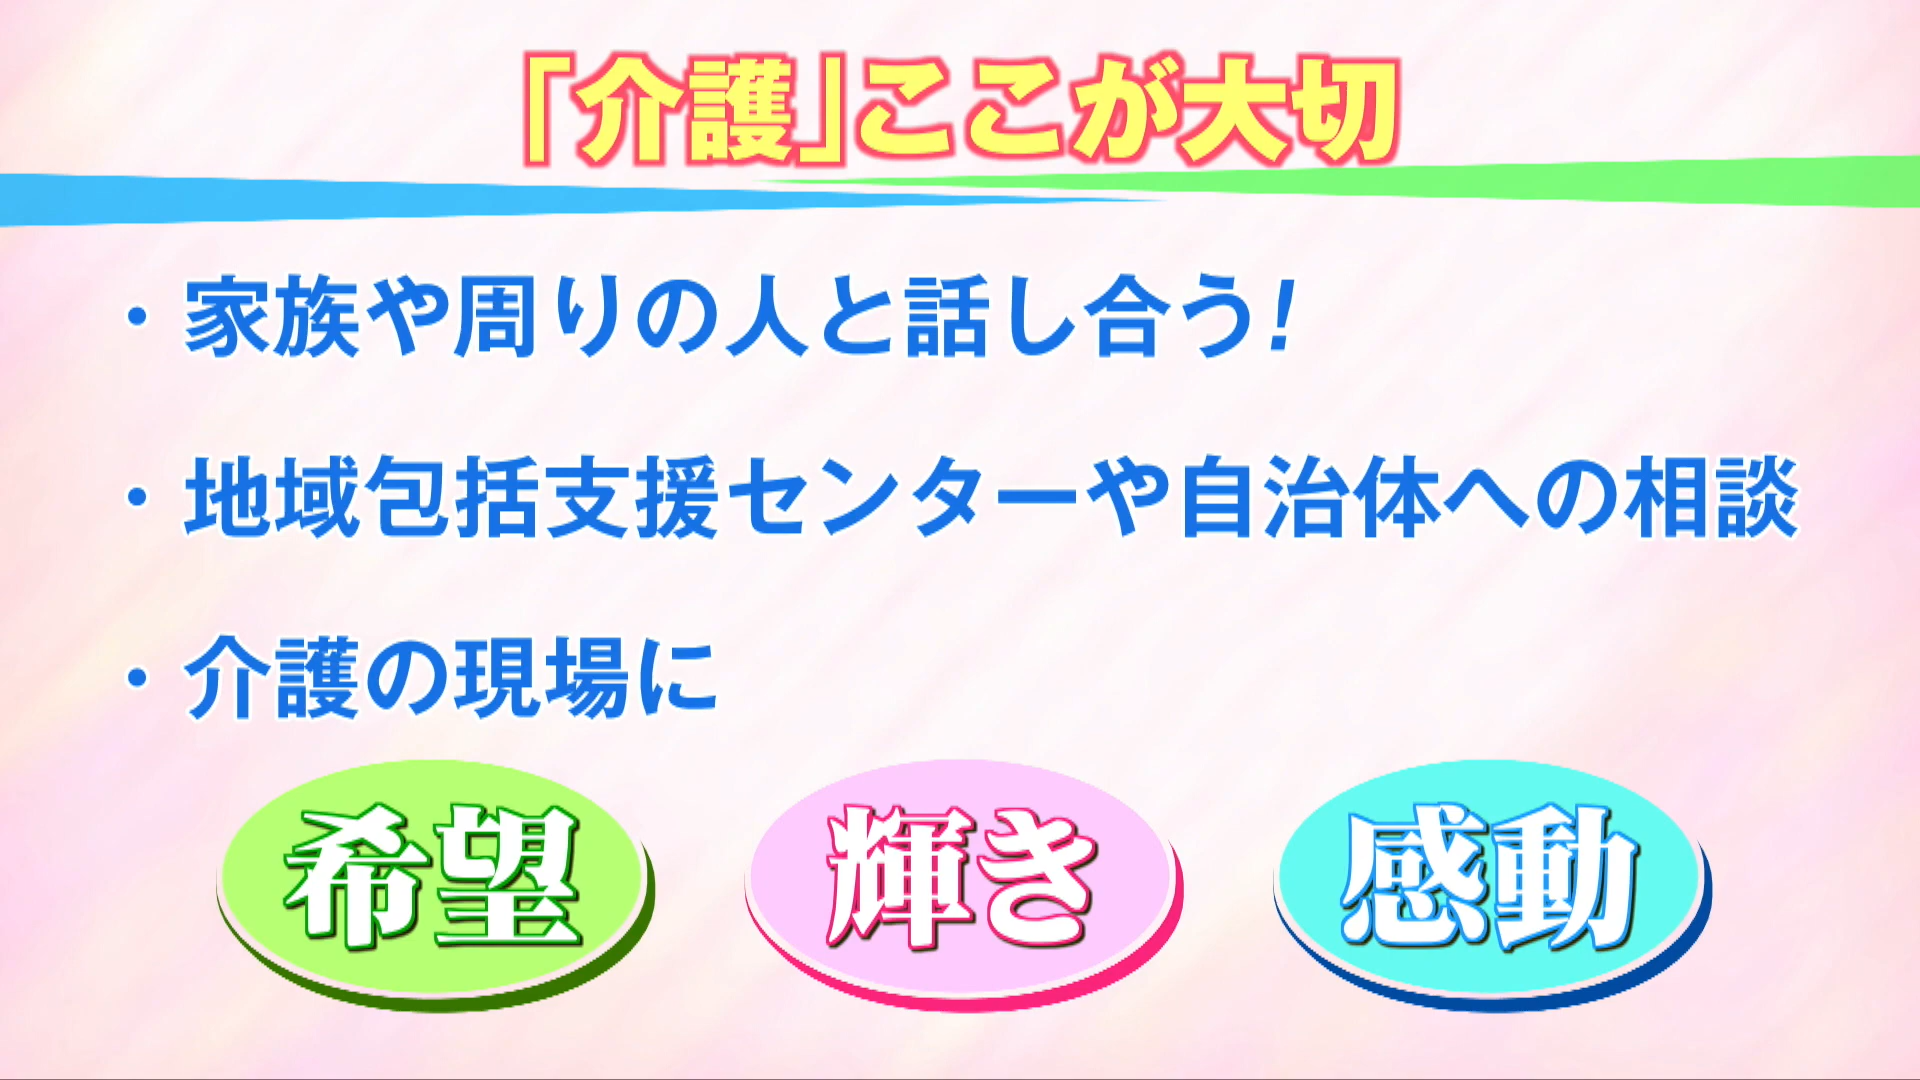 「介護」ここが大切
・家族や周りの人と話し合う！
・地域包括支援センターや自治体への相談
・介護の現場に
希望 輝き 感動